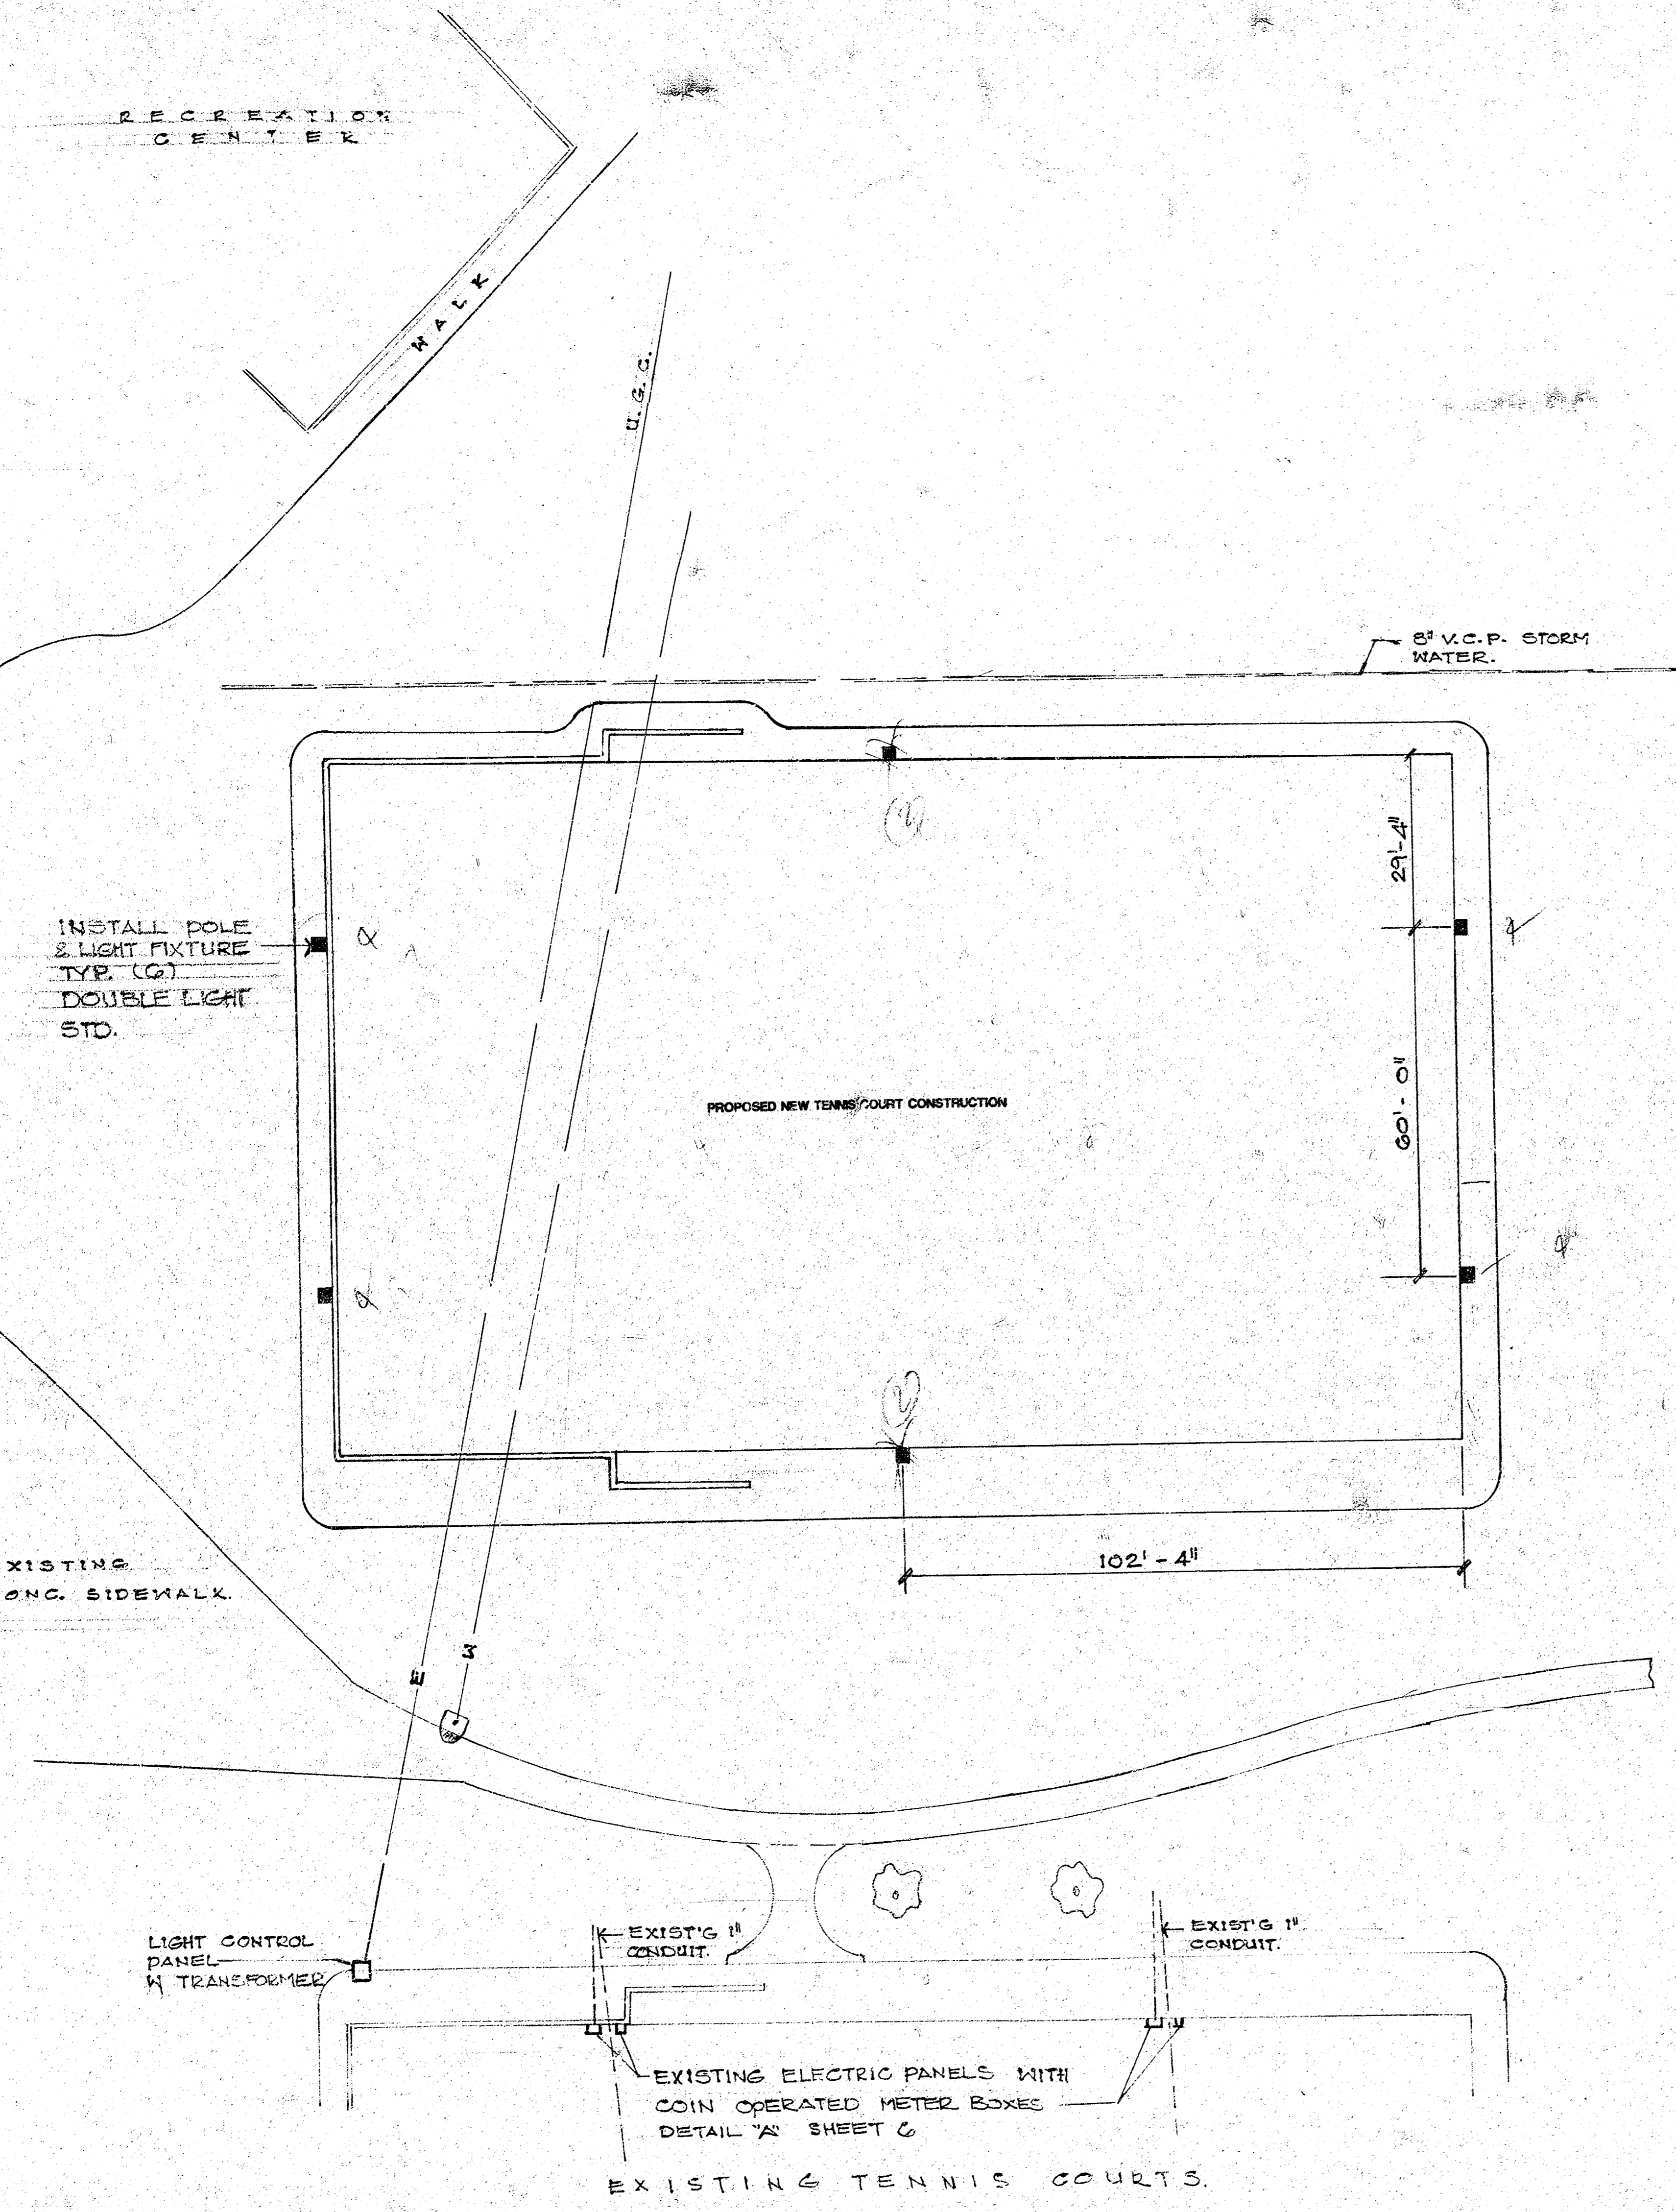 RECREATION
CENTER
WALK
U.G.C.
8" V.C.P. STORM
WATER.
29'-4"
INSTALL POLE
& LIGHT FIXTURE
TYP. (6)
DOUBLE LIGHT
STD.
60'-0"
PROPOSED NEW TENNIS COURT CONSTRUCTION
102'-4"
XISTING
ONC. SIDEWALK.
E
W
LIGHT CONTROL
PANEL
W/ TRANSFORMER
EXIST'G 1"
CONDUIT.
EXIST'G 1"
CONDUIT.
EXISTING ELECTRIC PANELS WITH
COIN OPERATED METER BOXES
DETAIL "A" SHEET 6
EXISTING TENNIS COURTS.